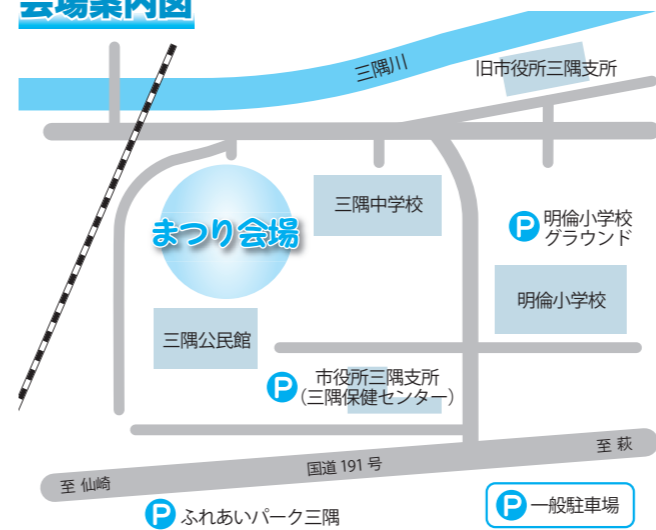 会場案内図
三隅川
旧市役所三隅支所
三隅中学校
まつり会場
P 明倫小学校
グラウンド
明倫小学校
三隅公民館
P 市役所三隅支所
（三隅保健センター）
至 萩
国道 191 号
至 仙崎
P ふれあいパーク三隅
P 一般駐車場